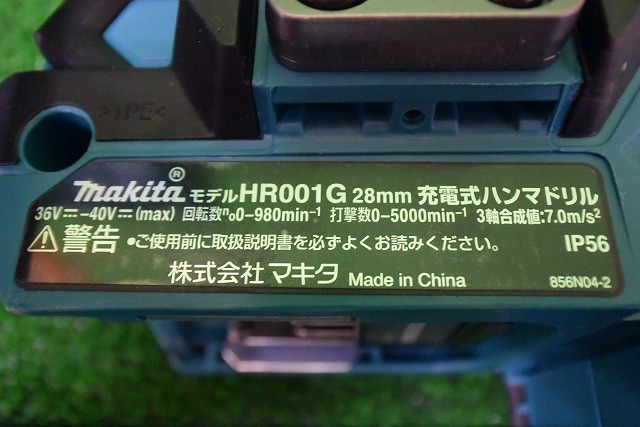 >TPE<
makita® モデルHR001G 28mm 充電式ハンマドリル
36V⎓-40V⎓(max) 回転数n0 0-980min⁻¹ 打撃数0-5000min⁻¹ 3軸合成値:7.0m/s²
⚠警告 •ご使用前に取扱説明書を必ずよくお読みください。 IP56
株式会社 マキタ Made in China 856N04-2